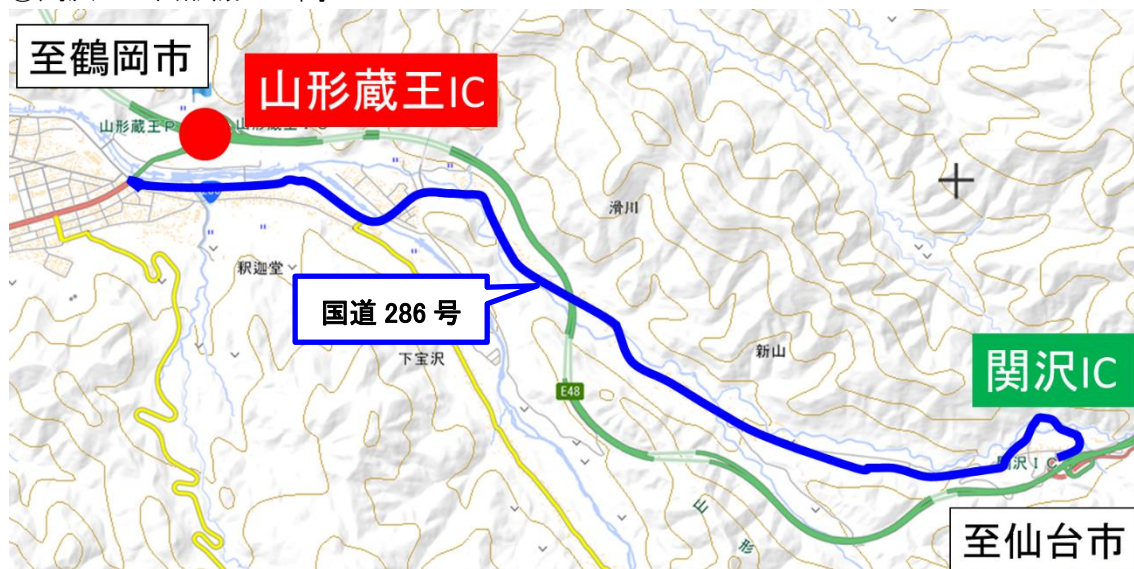 至鶴岡市
山形蔵王IC
山形蔵王P
滑川
釈迦堂
国道 286 号
下宝沢
新山
関沢IC
E48
関沢IC
山
形
至仙台市